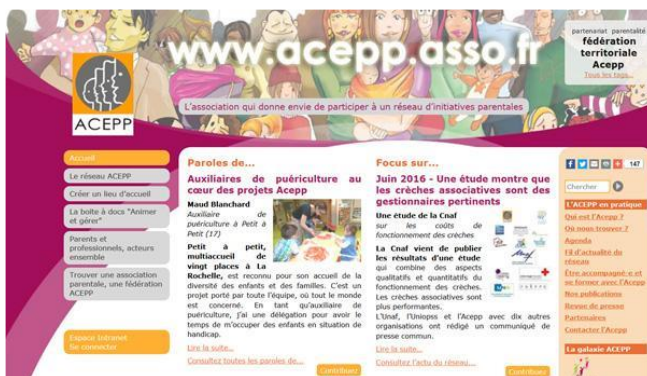 www.acepp.asso.fr
partenariat parentalité
fédération
territoriale
Acepp
Tous les tags...
ACEPP
L'association qui donne envie de participer à un réseau d'initiatives parentales
Accueil
Le réseau ACEPP
Créer un lieu d'accueil
La boîte à docs "Animer
et gérer"
Parents et
professionnels, acteurs
ensemble
Trouver une association
parentale, une fédération
ACEPP
Espace Intranet
Se connecter
Paroles de...
Auxiliaires de puériculture au
cœur des projets Acepp
Maud Blanchard
Auxiliaire de
puériculture à Petit à
Petit (17)
Petit à petit,
multiaccueil de
vingt places à La
Rochelle, est reconnu pour son accueil de la
diversité des enfants et des familles. C'est un
projet porté par toute l'équipe, où tout le monde
est concerné. En tant qu'auxiliaire de
puériculture, j'ai une délégation pour avoir le
temps de m'occuper des enfants en situation de
handicap.
Lire la suite...
Consultez toutes les paroles de...
Contribuez
Focus sur...
Juin 2016 - Une étude montre que
les crèches associatives sont des
gestionnaires pertinents
Une étude de la Cnaf
sur les coûts de
fonctionnement des crèches
La Cnaf vient de publier
les résultats d'une étude
qui combine des aspects
qualitatifs et quantitatifs du
fonctionnement des crèches.
Les crèches associatives sont
plus performantes.
L'Unaf, l'Uniopss et l'Acepp avec dix autres
organisations ont rédigé un communiqué de
presse commun.
Lire la suite...
Consultez l'actu du réseau...
Contribuez
147
Chercher
L'ACEPP en pratique
Qui est l'Acepp ?
Où nous trouver ?
Agenda
Fil d'actualité du
réseau
Être accompagné·e et
se former avec l'Acepp
Nos publications
Revue de presse
Partenaires
Contacter l'Acepp
La galaxie ACEPP